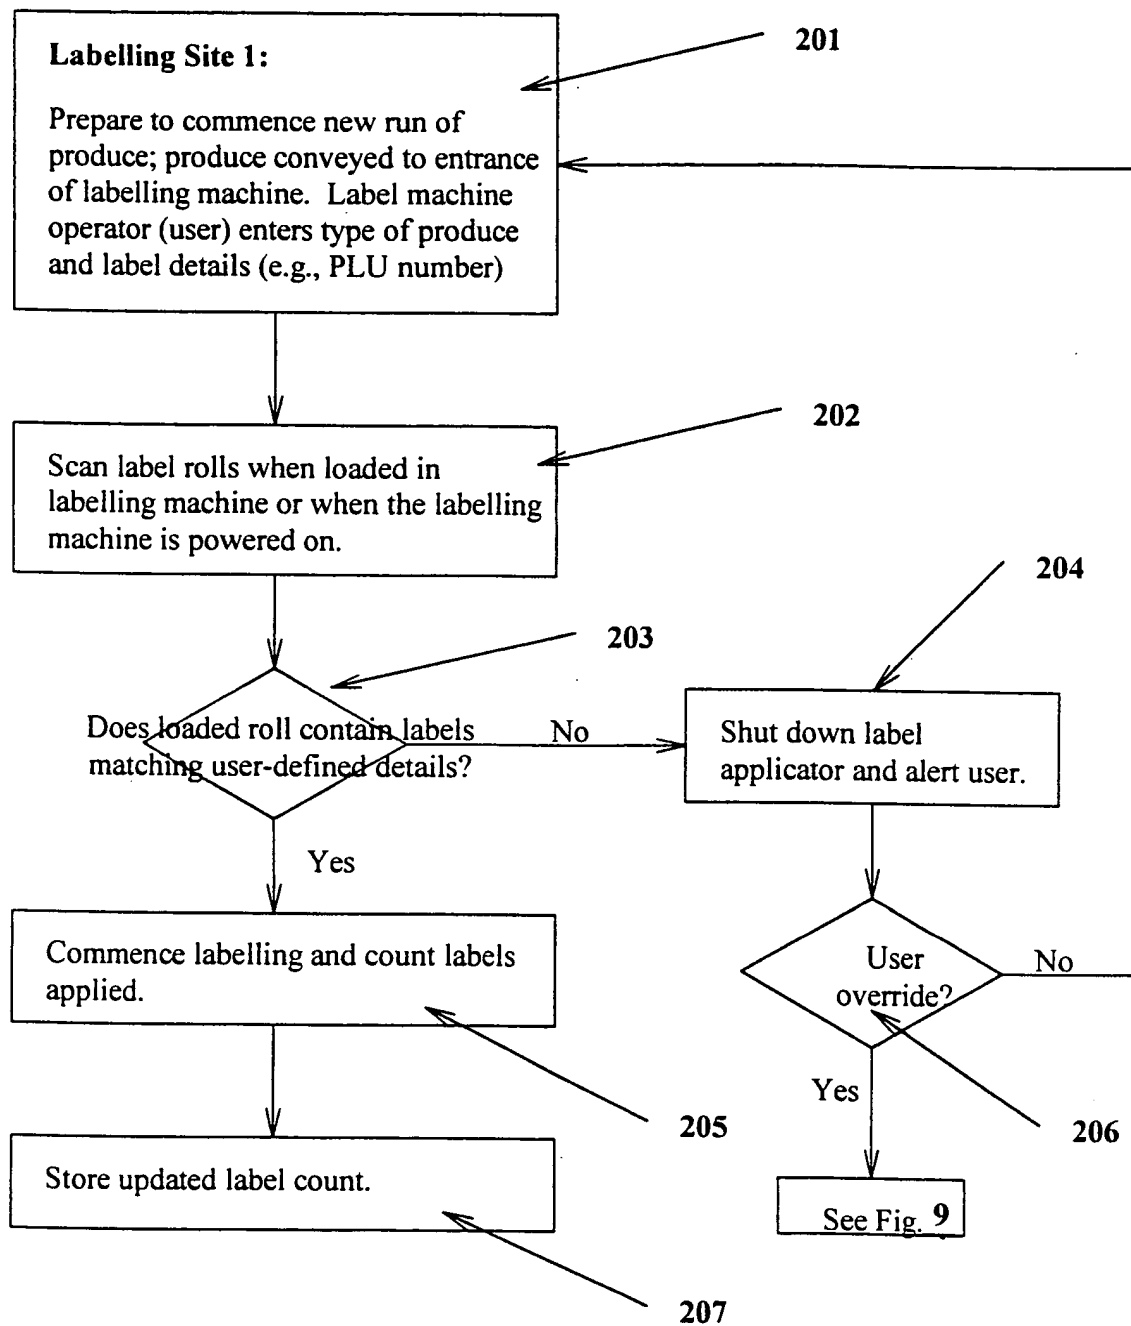 Labelling Site 1:
201
Prepare to commence new run of
produce; produce conveyed to entrance
of labelling machine. Label machine
operator (user) enters type of produce
and label details (e.g., PLU number)
202
Scan label rolls when loaded in
labelling machine or when the labelling
machine is powered on.
203
204
Does loaded roll contain labels
matching user-defined details?
No
Shut down label
applicator and alert user.
Yes
Commence labelling and count labels
applied.
205
User
override?
No
Yes
206
Store updated label count.
207
See Fig. 9